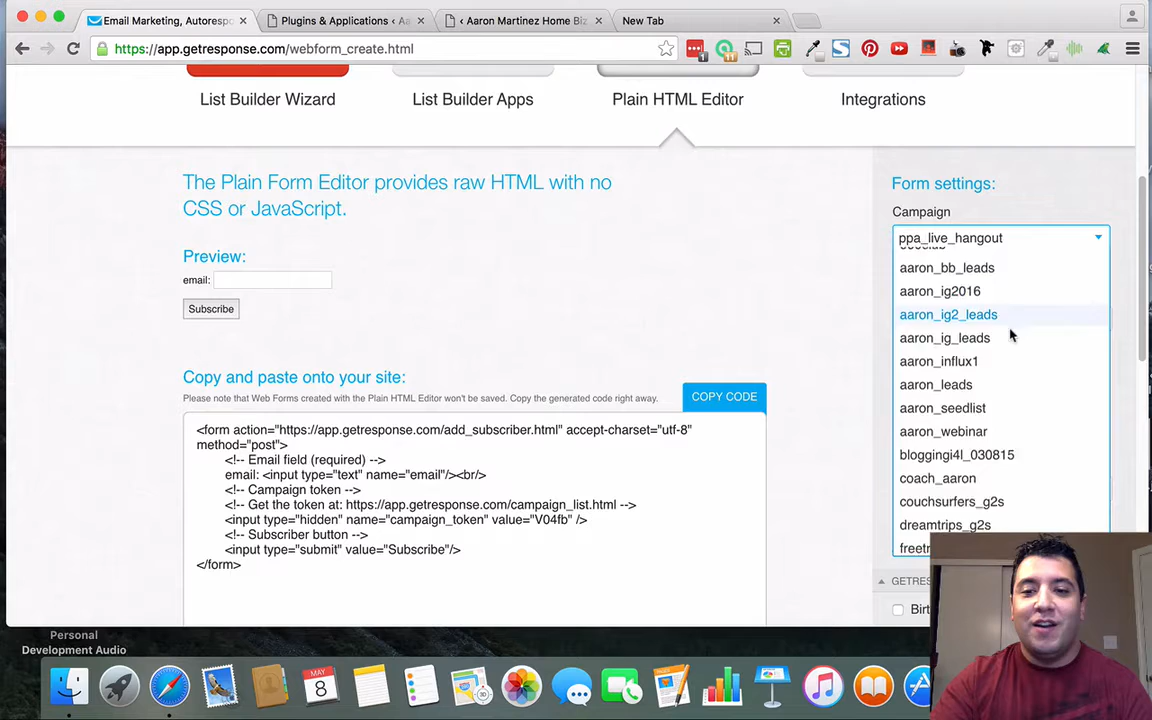 Email Marketing, Autorespo
Plugins & Applications ‹ Aa
‹ Aaron Martinez Home Biz
New Tab
https://app.getresponse.com/webform_create.html
List Builder Wizard
List Builder Apps
Plain HTML Editor
Integrations
The Plain Form Editor provides raw HTML with no
CSS or JavaScript.
Preview:
email:
Subscribe
Copy and paste onto your site:
Please note that Web Forms created with the Plain HTML Editor won't be saved. Copy the generated code right away.
COPY CODE
<form action="https://app.getresponse.com/add_subscriber.html" accept-charset="utf-8"
method="post">
<!-- Email field (required) -->
email: <input type="text" name="email"/><br/>
<!-- Campaign token -->
<!-- Get the token at: https://app.getresponse.com/campaign_list.html -->
<input type="hidden" name="campaign_token" value="V04fb" />
<!-- Subscriber button -->
<input type="submit" value="Subscribe"/>
</form>
Form settings:
Campaign
ppa_live_hangout
aaron_bb_leads
aaron_ig2016
aaron_ig2_leads
aaron_ig_leads
aaron_influx1
aaron_leads
aaron_seedlist
aaron_webinar
bloggingi4l_030815
coach_aaron
couchsurfers_g2s
dreamtrips_g2s
freetr
GETRES
Birt
Personal
Development Audio
MAY
8